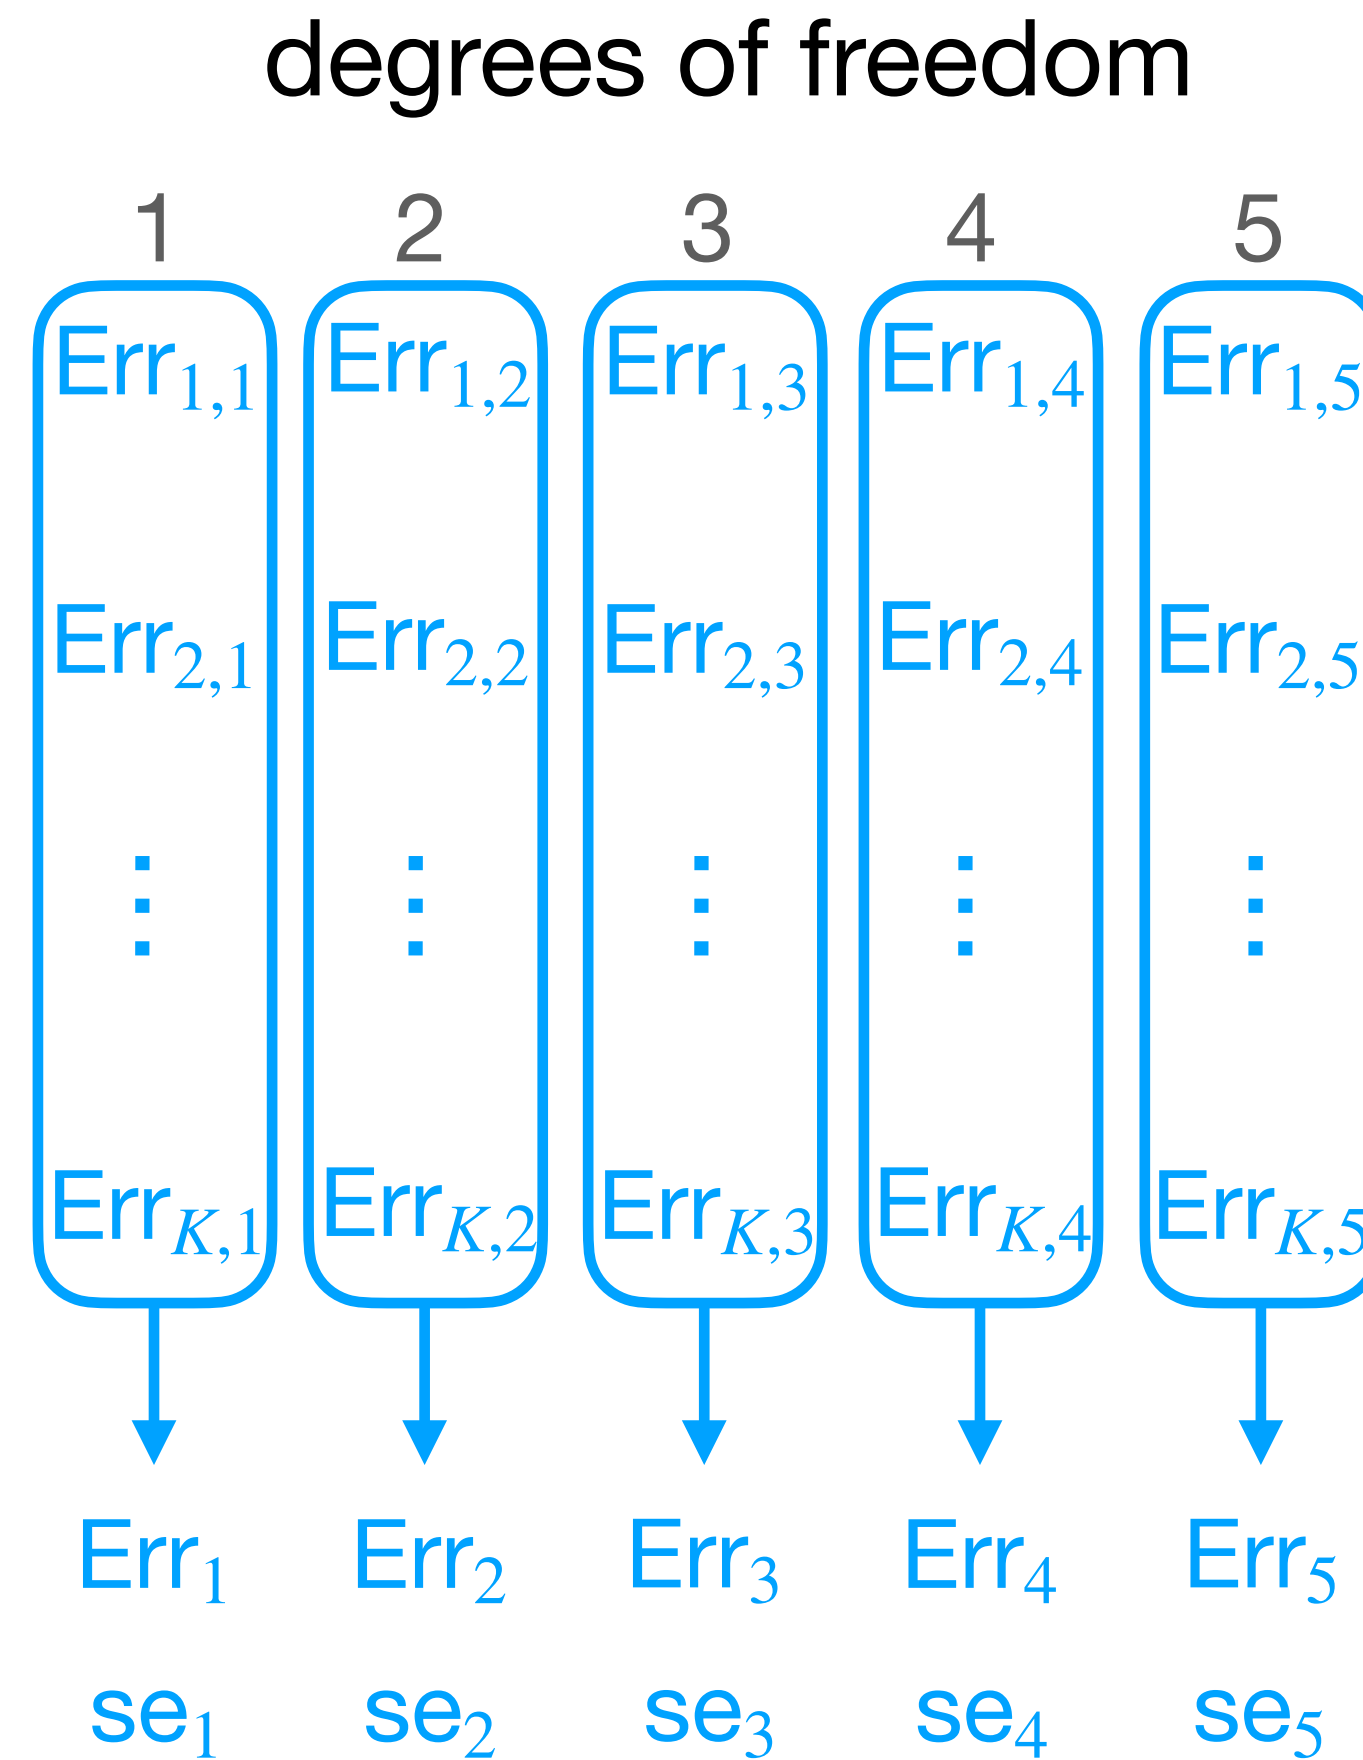 degrees of freedom
1 2 3 4 5
Err1,1 Err1,2 Err1,3 Err1,4 Err1,5
Err2,1 Err2,2 Err2,3 Err2,4 Err2,5
⋮ ⋮ ⋮ ⋮ ⋮
ErrK,1 ErrK,2 ErrK,3 ErrK,4 ErrK,5
Err1 Err2 Err3 Err4 Err5
se1 se2 se3 se4 se5